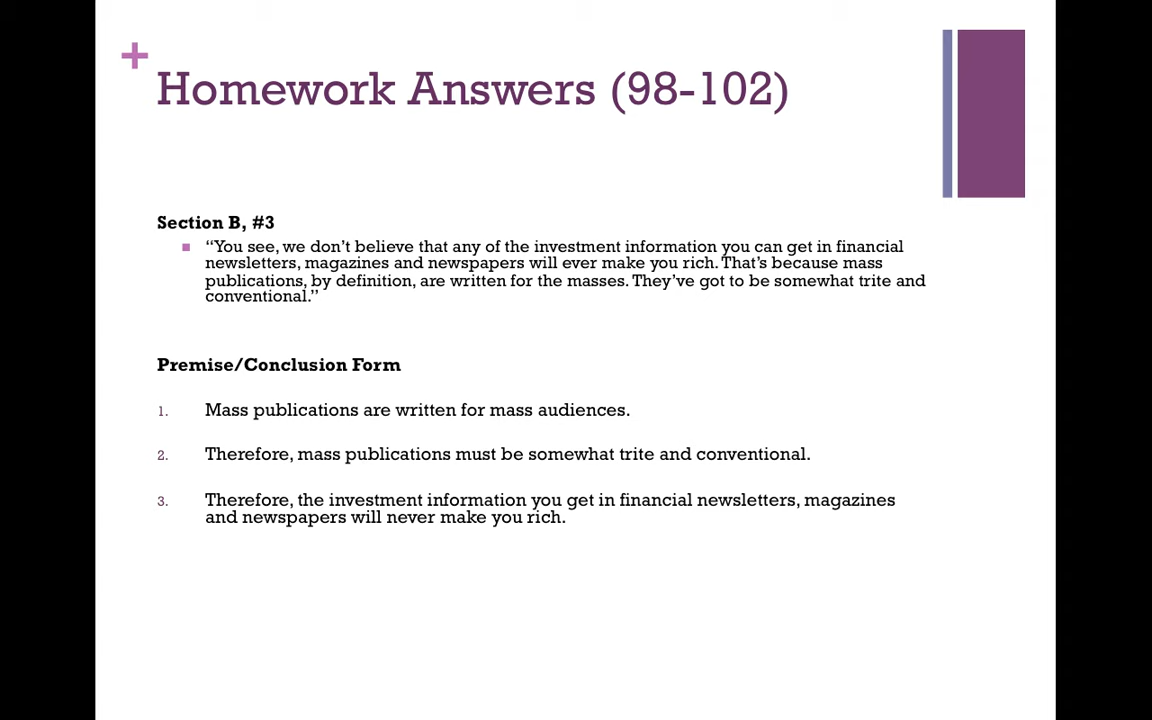 +
Homework Answers (98-102)
Section B, #3
“You see, we don’t believe that any of the investment information you can get in financial
newsletters, magazines and newspapers will ever make you rich. That’s because mass
publications, by definition, are written for the masses. They’ve got to be somewhat trite and
conventional.”
Premise/Conclusion Form
1. Mass publications are written for mass audiences.
2. Therefore, mass publications must be somewhat trite and conventional.
3. Therefore, the investment information you get in financial newsletters, magazines
and newspapers will never make you rich.